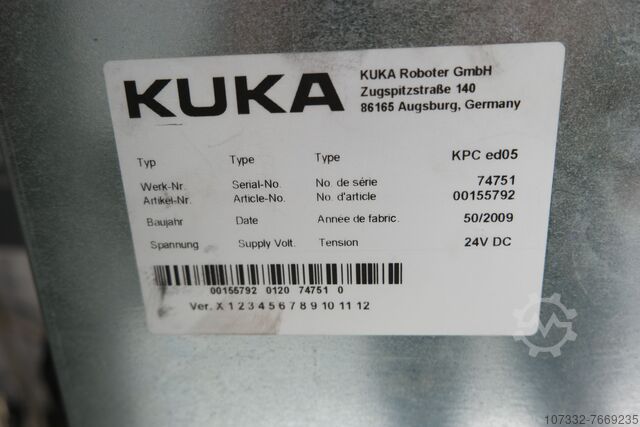 KUKA
KUKA Roboter GmbH
Zugspitzstraße 140
86165 Augsburg, Germany
Typ Type Type KPC ed05
Werk-Nr. Serial-No. No. de série 74751
Artikel-Nr. Article-No. No. d'article 00155792
Baujahr Date Année de fabric. 50/2009
Spannung Supply Volt. Tension 24V DC
00155792 0120 74751 0
Ver. X 1 2 3 4 5 6 7 8 9 10 11 12
107332-7669235